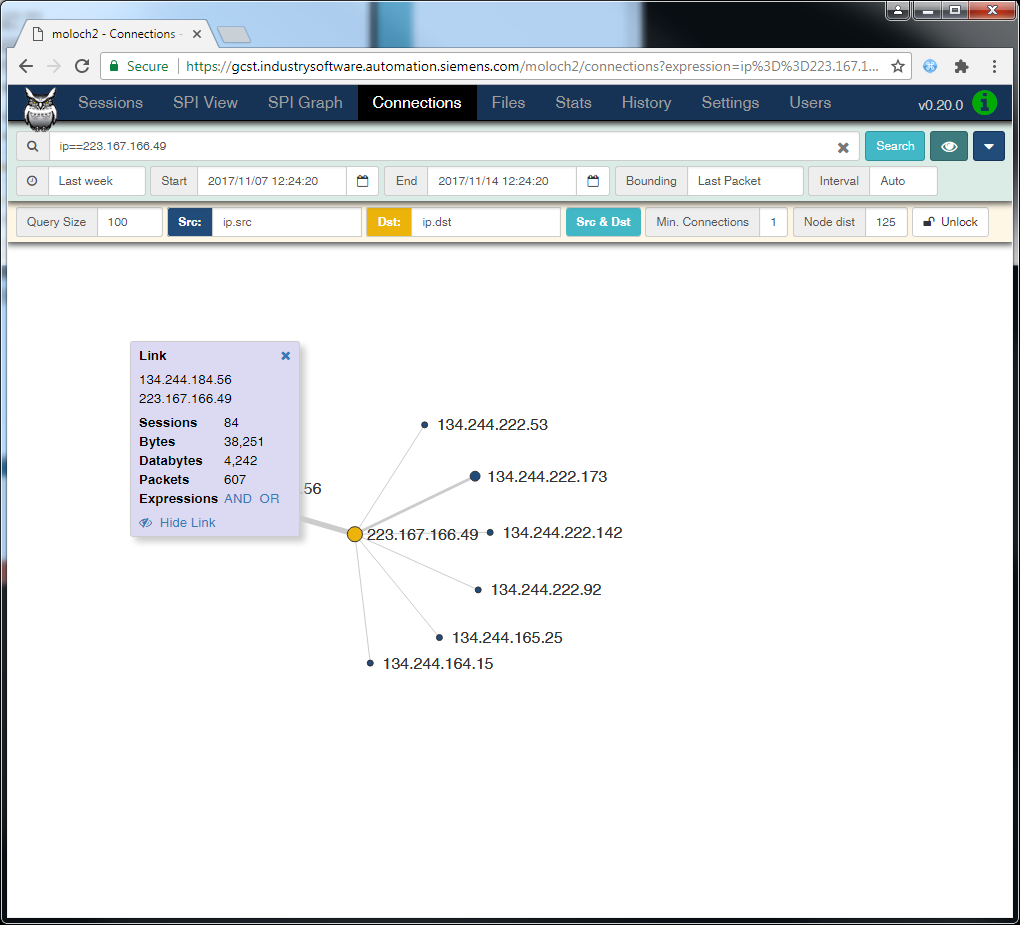 moloch2 - Connections
Secure https://gcst.industrysoftware.automation.siemens.com/moloch2/connections?expression=ip%3D%3D223.167.1...
Sessions SPI View SPI Graph Connections Files Stats History Settings Users v0.20.0 i
ip==223.167.166.49 Search
Last week Start 2017/11/07 12:24:20 End 2017/11/14 12:24:20 Bounding Last Packet Interval Auto
Query Size 100 Src: ip.src Dst: ip.dst Src & Dst Min. Connections 1 Node dist 125 Unlock
Link
134.244.184.56
223.167.166.49
Sessions 84
Bytes 38,251
Databytes 4,242
Packets 607
Expressions AND OR
Hide Link
.56
134.244.222.53
134.244.222.173
223.167.166.49 134.244.222.142
134.244.222.92
134.244.165.25
134.244.164.15